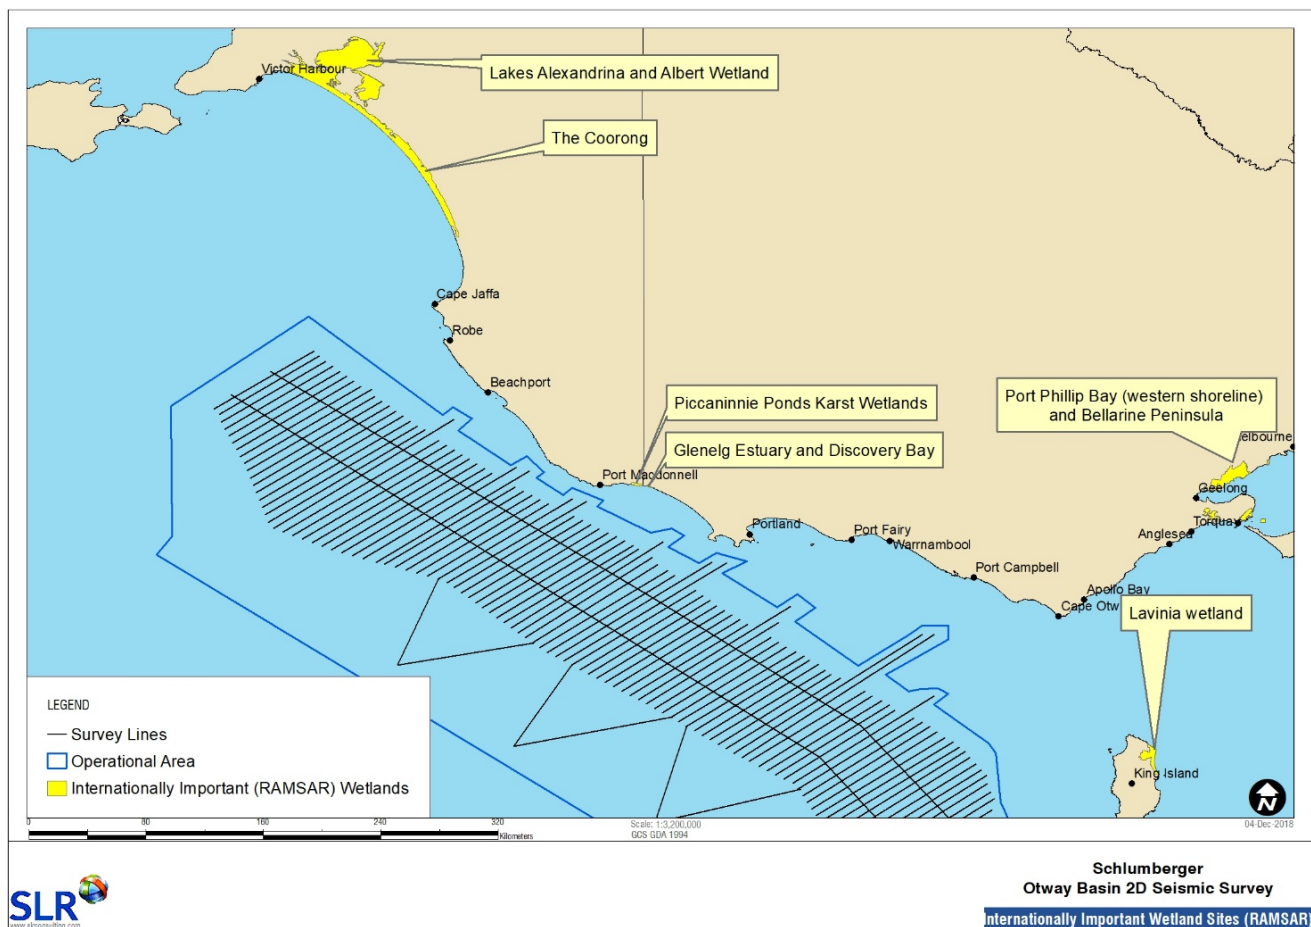 Lakes Alexandrina and Albert Wetland
Victor Harbour
The Coorong
Cape Jaffa
Robe
Beachport
Piccaninnie Ponds Karst Wetlands
Port Phillip Bay (western shoreline)
and Bellarine Peninsula
elbourne
Glenelg Estuary and Discovery Bay
Port Macdonnell
Geelong
Portland
Port Fairy
Warrnambool
Torquay
Anglesea
Port Campbell
Apollo Bay
Cape Otw
Lavinia wetland
King Island
LEGEND
Survey Lines
Operational Area
Internationally Important (RAMSAR) Wetlands
N
0 80 160 240 320
Kilometers
Scale: 1:3,200,000
GCS GDA 1994
04-Dec-2018
SLR
www.slrconsulting.com
Schlumberger
Otway Basin 2D Seismic Survey
Internationally Important Wetland Sites (RAMSAR)